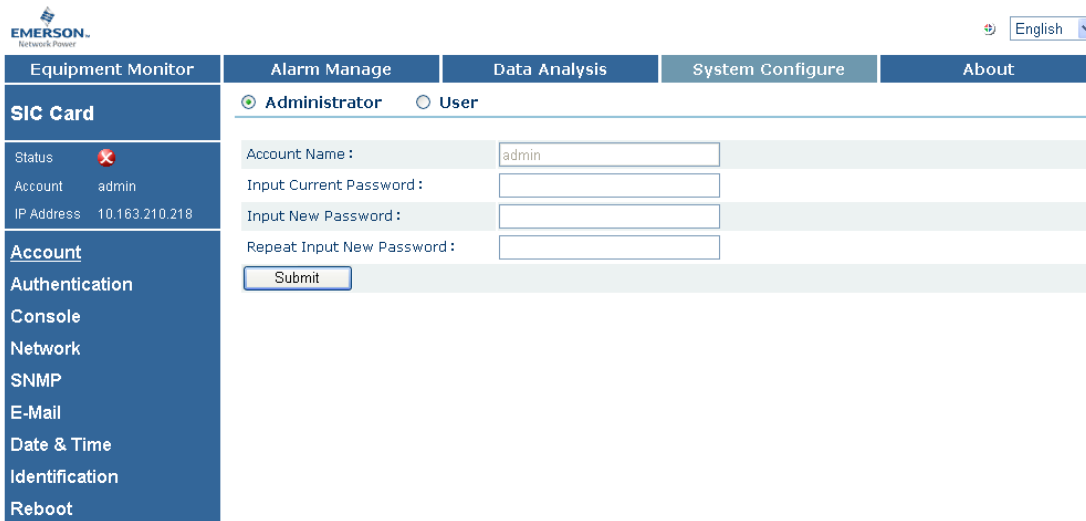 EMERSON™
Network Power
English
Equipment Monitor Alarm Manage Data Analysis System Configure About
SIC Card
Status
Account admin
IP Address 10.163.210.218
Account
Authentication
Console
Network
SNMP
E-Mail
Date & Time
Identification
Reboot
Administrator User
Account Name: admin
Input Current Password:
Input New Password:
Repeat Input New Password:
Submit